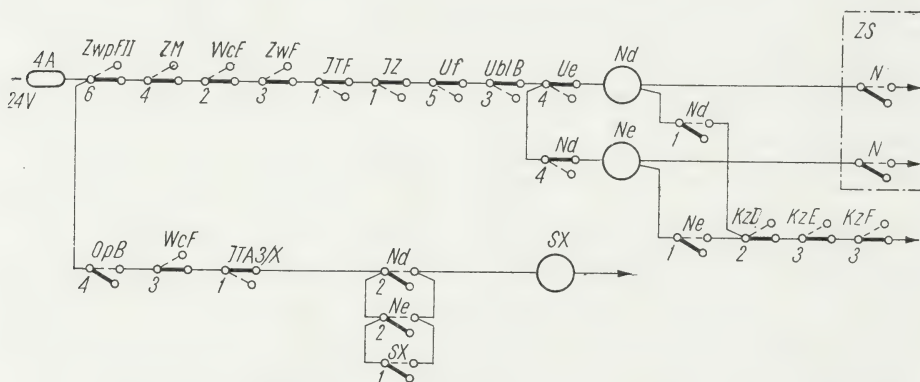 ZS
4A ZwpFII ZM WcF ZwF JTF JZ Uf UblB Ue Nd N
- 24V 6 4 2 3 1 1 5 3 4
Nd
1
Nd Ne N
4
Ne KzD KzE KzF
1 2 3 3
OpB WcF JTA3/X Nd SX
4 3 1 2
Ne
2
SX
1